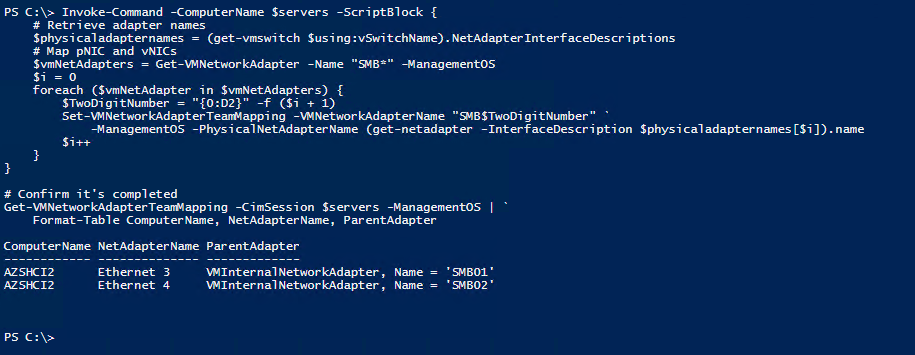 PS C:\> Invoke-Command -ComputerName $servers -ScriptBlock {
    # Retrieve adapter names
    $physicaladapternames = (get-vmswitch $using:vSwitchName).NetAdapterInterfaceDescriptions
    # Map pNIC and vNICs
    $vmNetAdapters = Get-VMNetworkAdapter -Name "SMB*" -ManagementOS
    $i = 0
    foreach ($vmNetAdapter in $vmNetAdapters) {
        $TwoDigitNumber = "{0:D2}" -f ($i + 1)
        Set-VMNetworkAdapterTeamMapping -VMNetworkAdapterName "SMB$TwoDigitNumber" `
            -ManagementOS -PhysicalNetAdapterName (get-netadapter -InterfaceDescription $physicaladapternames[$i]).name
        $i++
    }
}
# Confirm it's completed
Get-VMNetworkAdapterTeamMapping -CimSession $servers -ManagementOS | `
    Format-Table ComputerName, NetAdapterName, ParentAdapter
ComputerName NetAdapterName ParentAdapter
------------ -------------- -------------
AZSHCI2      Ethernet 3     VMInternalNetworkAdapter, Name = 'SMB01'
AZSHCI2      Ethernet 4     VMInternalNetworkAdapter, Name = 'SMB02'
PS C:\>